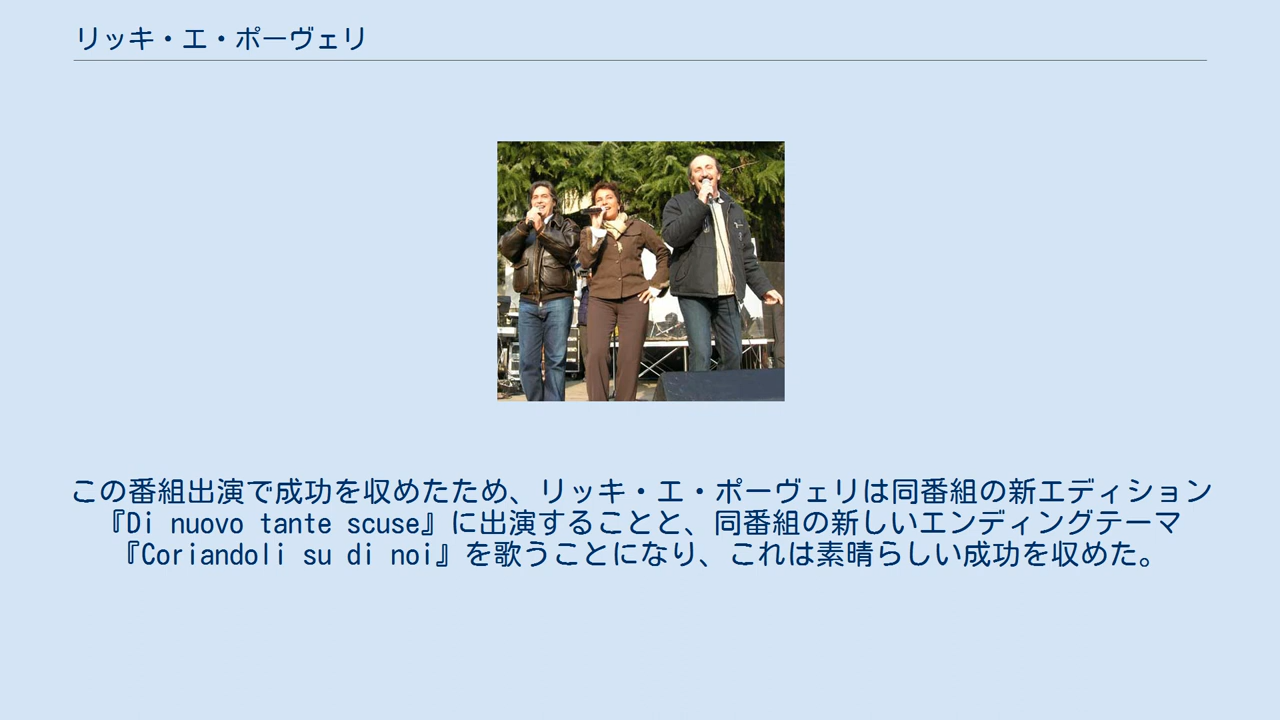 リッキ・エ・ポーヴェリ
この番組出演で成功を収めたため、リッキ・エ・ポーヴェリは同番組の新エディション
『Di nuovo tante scuse』に出演することと、同番組の新しいエンディングテーマ
『Coriandoli su di noi』を歌うことになり、これは素晴らしい成功を収めた。